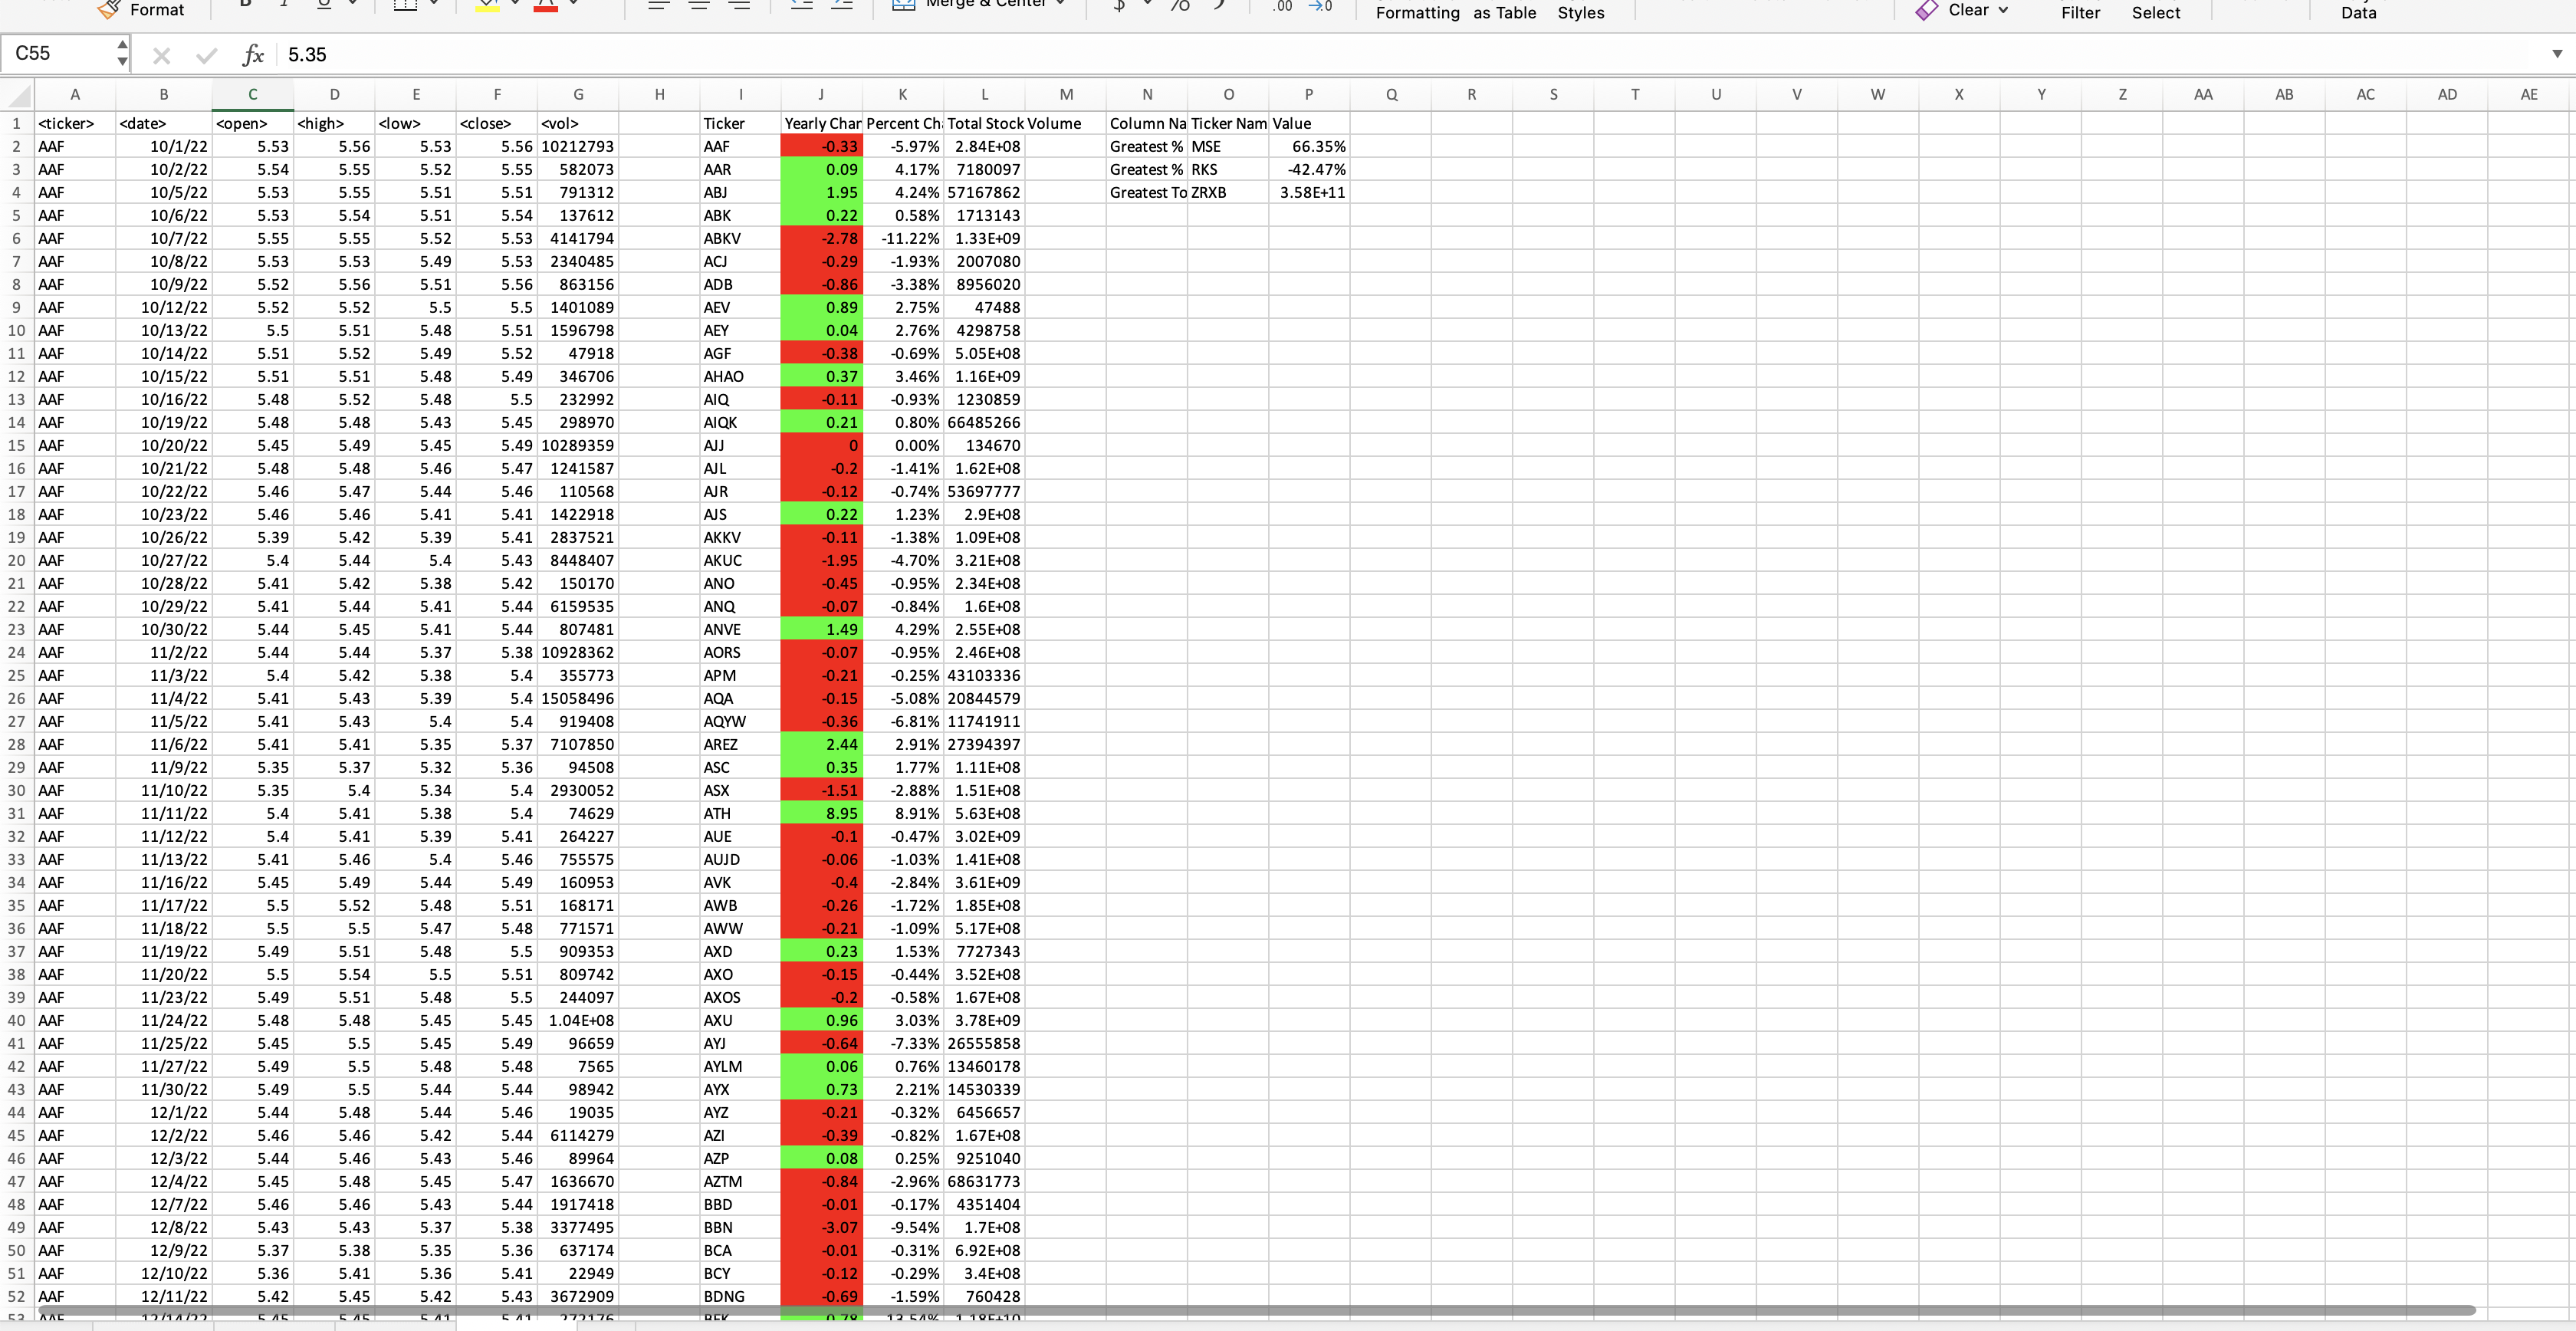 Format
Merge & Center
$ % .00 →0
Formatting as Table Styles
Clear
Filter Select
Data
C55 fx 5.35
A B C D E F G H I J K L M N O P Q R S T U V W X Y Z AA AB AC AD AE
1 <ticker> <date> <open> <high> <low> <close> <vol> Ticker Yearly Chan Percent Ch Total Stock Volume Column Na Ticker Nam Value
2 AAF 10/1/22 5.53 5.56 5.53 5.56 10212793 AAF -0.33 -5.97% 2.84E+08 Greatest % MSE 66.35%
3 AAF 10/2/22 5.54 5.55 5.52 5.55 582073 AAR 0.09 4.17% 7180097 Greatest % RKS -42.47%
4 AAF 10/5/22 5.53 5.55 5.51 5.51 791312 ABJ 1.95 4.24% 57167862 Greatest To ZRXB 3.58E+11
5 AAF 10/6/22 5.53 5.54 5.51 5.54 137612 ABK 0.22 0.58% 1713143
6 AAF 10/7/22 5.55 5.55 5.52 5.53 4141794 ABKV -2.78 -11.22% 1.33E+09
7 AAF 10/8/22 5.53 5.53 5.49 5.53 2340485 ACJ -0.29 -1.93% 2007080
8 AAF 10/9/22 5.52 5.56 5.51 5.56 863156 ADB -0.86 -3.38% 8956020
9 AAF 10/12/22 5.52 5.52 5.5 5.5 1401089 AEV 0.89 2.75% 47488
10 AAF 10/13/22 5.5 5.51 5.48 5.51 1596798 AEY 0.04 2.76% 4298758
11 AAF 10/14/22 5.51 5.52 5.49 5.52 47918 AGF -0.38 -0.69% 5.05E+08
12 AAF 10/15/22 5.51 5.51 5.48 5.49 346706 AHAO 0.37 3.46% 1.16E+09
13 AAF 10/16/22 5.48 5.52 5.48 5.5 232992 AIQ -0.11 -0.93% 1230859
14 AAF 10/19/22 5.48 5.48 5.43 5.45 298970 AIQK 0.21 0.80% 66485266
15 AAF 10/20/22 5.45 5.49 5.45 5.49 10289359 AJJ 0 0.00% 134670
16 AAF 10/21/22 5.48 5.48 5.46 5.47 1241587 AJL -0.2 -1.41% 1.62E+08
17 AAF 10/22/22 5.46 5.47 5.44 5.46 110568 AJR -0.12 -0.74% 53697777
18 AAF 10/23/22 5.46 5.46 5.41 5.41 1422918 AJS 0.22 1.23% 2.9E+08
19 AAF 10/26/22 5.39 5.42 5.39 5.41 2837521 AKKV -0.11 -1.38% 1.09E+08
20 AAF 10/27/22 5.4 5.44 5.4 5.43 8448407 AKUC -1.95 -4.70% 3.21E+08
21 AAF 10/28/22 5.41 5.42 5.38 5.42 150170 ANO -0.45 -0.95% 2.34E+08
22 AAF 10/29/22 5.41 5.44 5.41 5.44 6159535 ANQ -0.07 -0.84% 1.6E+08
23 AAF 10/30/22 5.44 5.45 5.41 5.44 807481 ANVE 1.49 4.29% 2.55E+08
24 AAF 11/2/22 5.44 5.44 5.37 5.38 10928362 AORS -0.07 -0.95% 2.46E+08
25 AAF 11/3/22 5.4 5.42 5.38 5.4 355773 APM -0.21 -0.25% 43103336
26 AAF 11/4/22 5.41 5.43 5.39 5.4 15058496 AQA -0.15 -5.08% 20844579
27 AAF 11/5/22 5.41 5.43 5.4 5.4 919408 AQYW -0.36 -6.81% 11741911
28 AAF 11/6/22 5.41 5.41 5.35 5.37 7107850 AREZ 2.44 2.91% 27394397
29 AAF 11/9/22 5.35 5.37 5.32 5.36 94508 ASC 0.35 1.77% 1.11E+08
30 AAF 11/10/22 5.35 5.4 5.34 5.4 2930052 ASX -1.51 -2.88% 1.51E+08
31 AAF 11/11/22 5.4 5.41 5.38 5.4 74629 ATH 8.95 8.91% 5.63E+08
32 AAF 11/12/22 5.4 5.41 5.39 5.41 264227 AUE -0.1 -0.47% 3.02E+09
33 AAF 11/13/22 5.41 5.46 5.4 5.46 755575 AUJD -0.06 -1.03% 1.41E+08
34 AAF 11/16/22 5.45 5.49 5.44 5.49 160953 AVK -0.4 -2.84% 3.61E+09
35 AAF 11/17/22 5.5 5.52 5.48 5.51 168171 AWB -0.26 -1.72% 1.85E+08
36 AAF 11/18/22 5.5 5.5 5.47 5.48 771571 AWW -0.21 -1.09% 5.17E+08
37 AAF 11/19/22 5.49 5.51 5.48 5.5 909353 AXD 0.23 1.53% 7727343
38 AAF 11/20/22 5.5 5.54 5.5 5.51 809742 AXO -0.15 -0.44% 3.52E+08
39 AAF 11/23/22 5.49 5.51 5.48 5.5 244097 AXOS -0.2 -0.58% 1.67E+08
40 AAF 11/24/22 5.48 5.48 5.45 5.45 1.04E+08 AXU 0.96 3.03% 3.78E+09
41 AAF 11/25/22 5.45 5.5 5.45 5.49 96659 AYJ -0.64 -7.33% 26555858
42 AAF 11/27/22 5.49 5.5 5.48 5.48 7565 AYLM 0.06 0.76% 13460178
43 AAF 11/30/22 5.49 5.5 5.44 5.44 98942 AYX 0.73 2.21% 14530339
44 AAF 12/1/22 5.44 5.48 5.44 5.46 19035 AYZ -0.21 -0.32% 6456657
45 AAF 12/2/22 5.46 5.46 5.42 5.44 6114279 AZI -0.39 -0.82% 1.67E+08
46 AAF 12/3/22 5.44 5.46 5.43 5.46 89964 AZP 0.08 0.25% 9251040
47 AAF 12/4/22 5.45 5.48 5.45 5.47 1636670 AZTM -0.84 -2.96% 68631773
48 AAF 12/7/22 5.46 5.46 5.43 5.44 1917418 BBD -0.01 -0.17% 4351404
49 AAF 12/8/22 5.43 5.43 5.37 5.38 3377495 BBN -3.07 -9.54% 1.7E+08
50 AAF 12/9/22 5.37 5.38 5.35 5.36 637174 BCA -0.01 -0.31% 6.92E+08
51 AAF 12/10/22 5.36 5.41 5.36 5.41 22949 BCY -0.12 -0.29% 3.4E+08
52 AAF 12/11/22 5.42 5.45 5.42 5.43 3672909 BDNG -0.69 -1.59% 760428